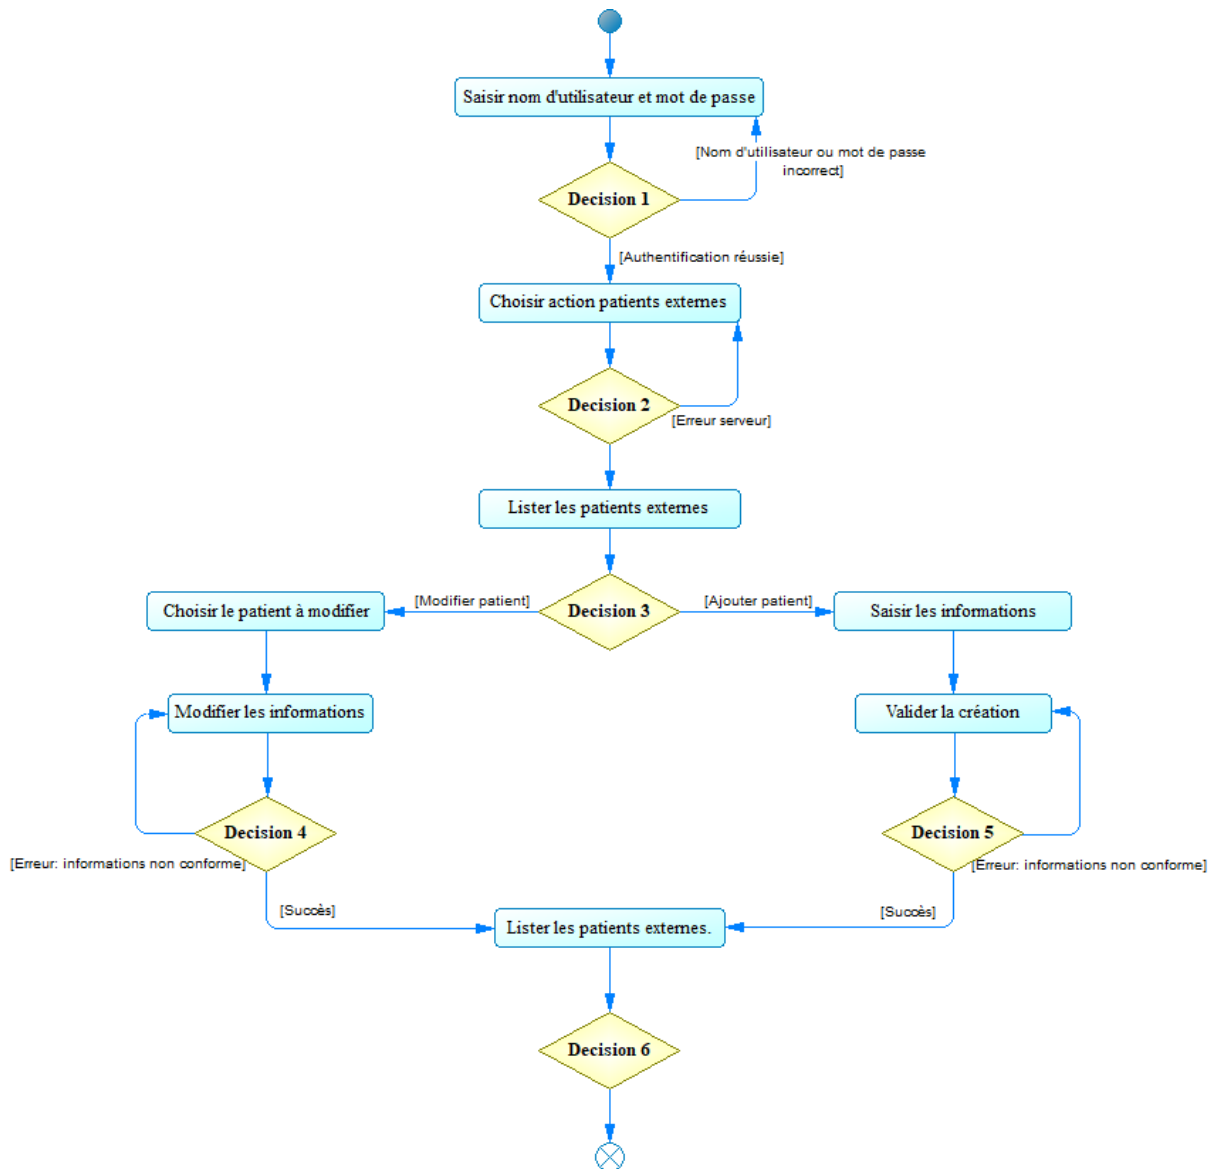 Saisir nom d'utilisateur et mot de passe
[Nom d'utilisateur ou mot de passe
incorrect]
Decision 1
[Authentification réussie]
Choisir action patients externes
Decision 2
[Erreur serveur]
Lister les patients externes
Choisir le patient à modifier
[Modifier patient]
Decision 3
[Ajouter patient]
Saisir les informations
Modifier les informations
Valider la création
Decision 4
Decision 5
[Erreur: informations non conforme]
[Erreur: informations non conforme]
[Succès]
[Succès]
Lister les patients externes.
Decision 6